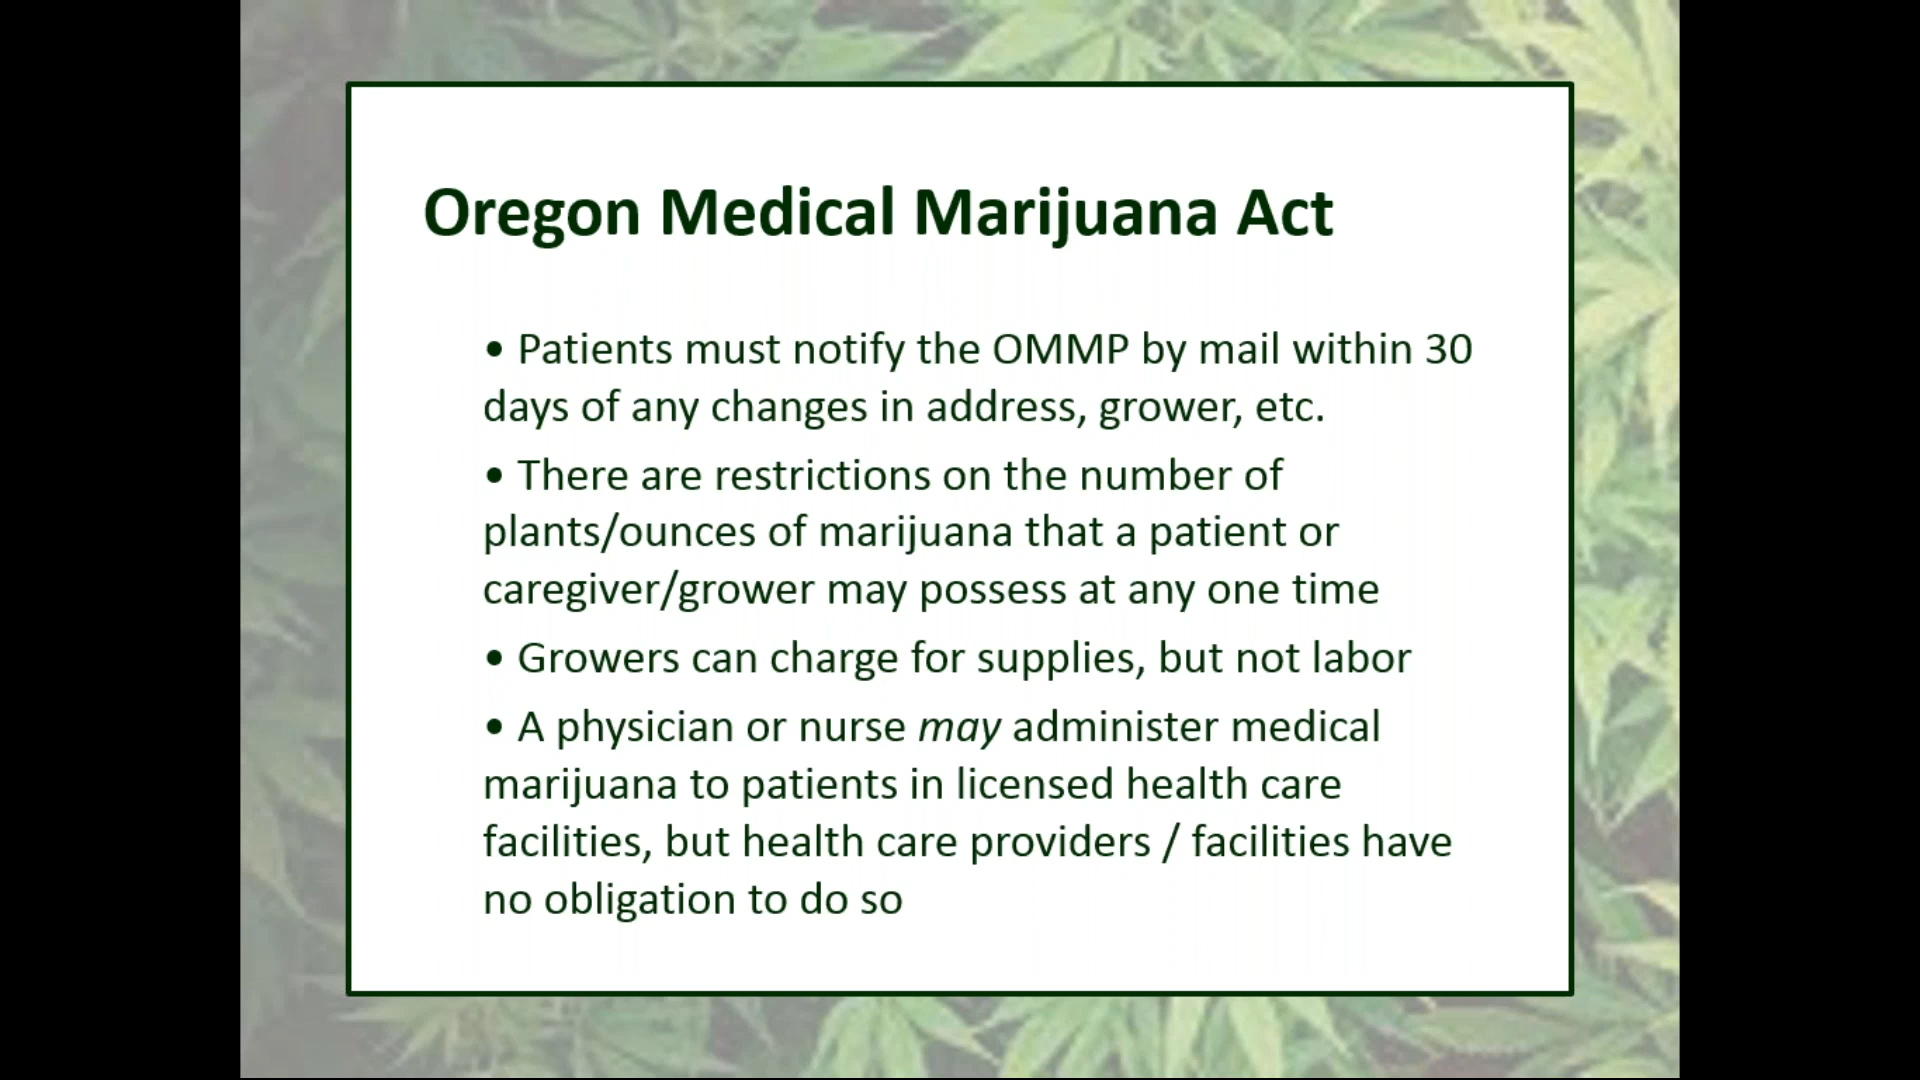 Oregon Medical Marijuana Act
• Patients must notify the OMMP by mail within 30
days of any changes in address, grower, etc.
• There are restrictions on the number of
plants/ounces of marijuana that a patient or
caregiver/grower may possess at any one time
• Growers can charge for supplies, but not labor
• A physician or nurse may administer medical
marijuana to patients in licensed health care
facilities, but health care providers / facilities have
no obligation to do so